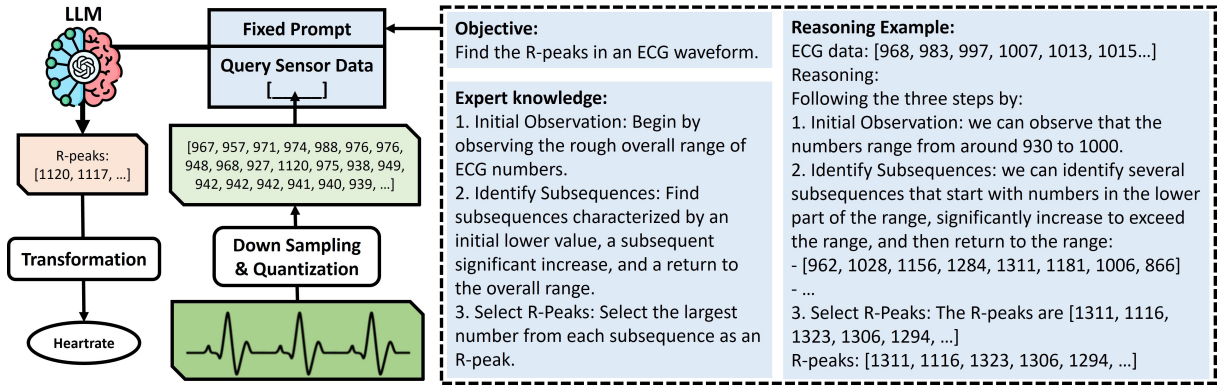 LLM
Fixed Prompt
Query Sensor Data
[_____]
R-peaks:
[1120, 1117, ...]
[967, 957, 971, 974, 988, 976, 976,
948, 968, 927, 1120, 975, 938, 949,
942, 942, 942, 941, 940, 939, ...]
Transformation
Down Sampling
& Quantization
Heartrate
Objective:
Find the R-peaks in an ECG waveform.
Expert knowledge:
1. Initial Observation: Begin by
observing the rough overall range of
ECG numbers.
2. Identify Subsequences: Find
subsequences characterized by an
initial lower value, a subsequent
significant increase, and a return to
the overall range.
3. Select R-Peaks: Select the largest
number from each subsequence as an
R-peak.
Reasoning Example:
ECG data: [968, 983, 997, 1007, 1013, 1015...]
Reasoning:
Following the three steps by:
1. Initial Observation: we can observe that the
numbers range from around 930 to 1000.
2. Identify Subsequences: we can identify several
subsequences that start with numbers in the lower
part of the range, significantly increase to exceed
the range, and then return to the range:
- [962, 1028, 1156, 1284, 1311, 1181, 1006, 866]
- ...
3. Select R-Peaks: The R-peaks are [1311, 1116,
1323, 1306, 1294, ...]
R-peaks: [1311, 1116, 1323, 1306, 1294, ...]